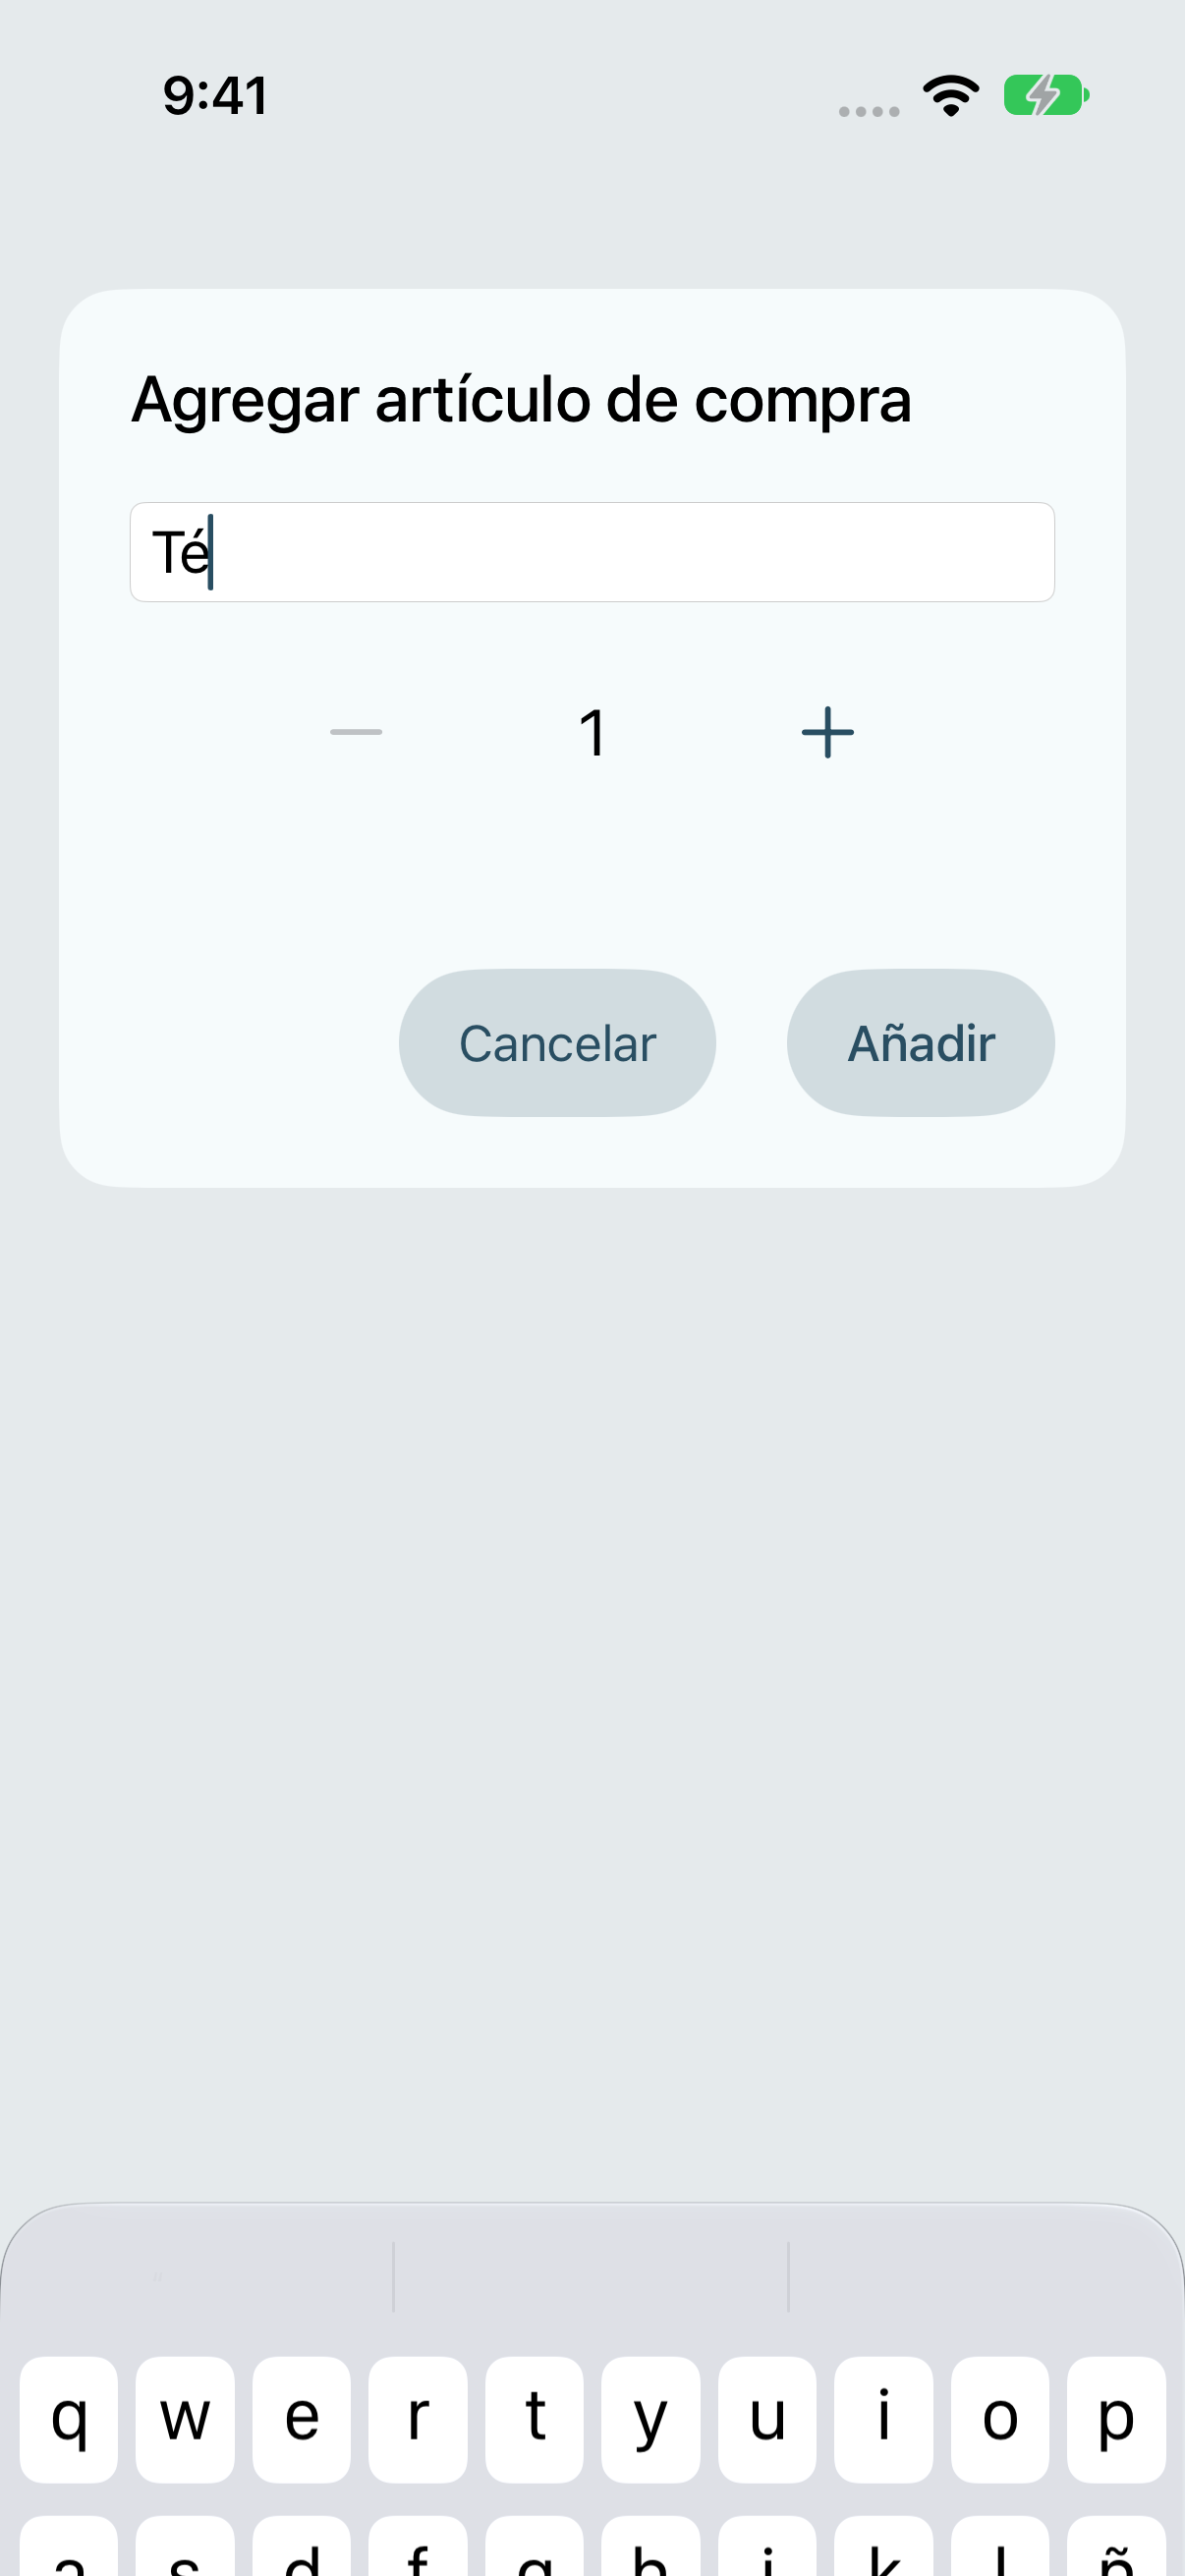 9:41
Agregar artículo de compra
Té
1
Cancelar
Añadir
q w e r t y u i o p
a s d f g h j k l ñ